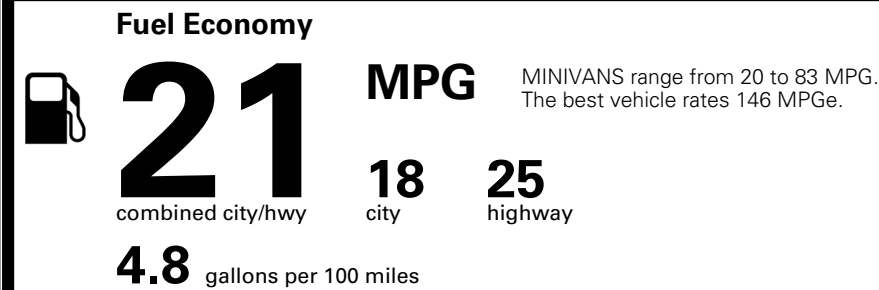 Fuel Economy
21 MPG
MINIVANS range from 20 to 83 MPG.
The best vehicle rates 146 MPGe.
18 25
combined city/hwy city highway
4.8 gallons per 100 miles